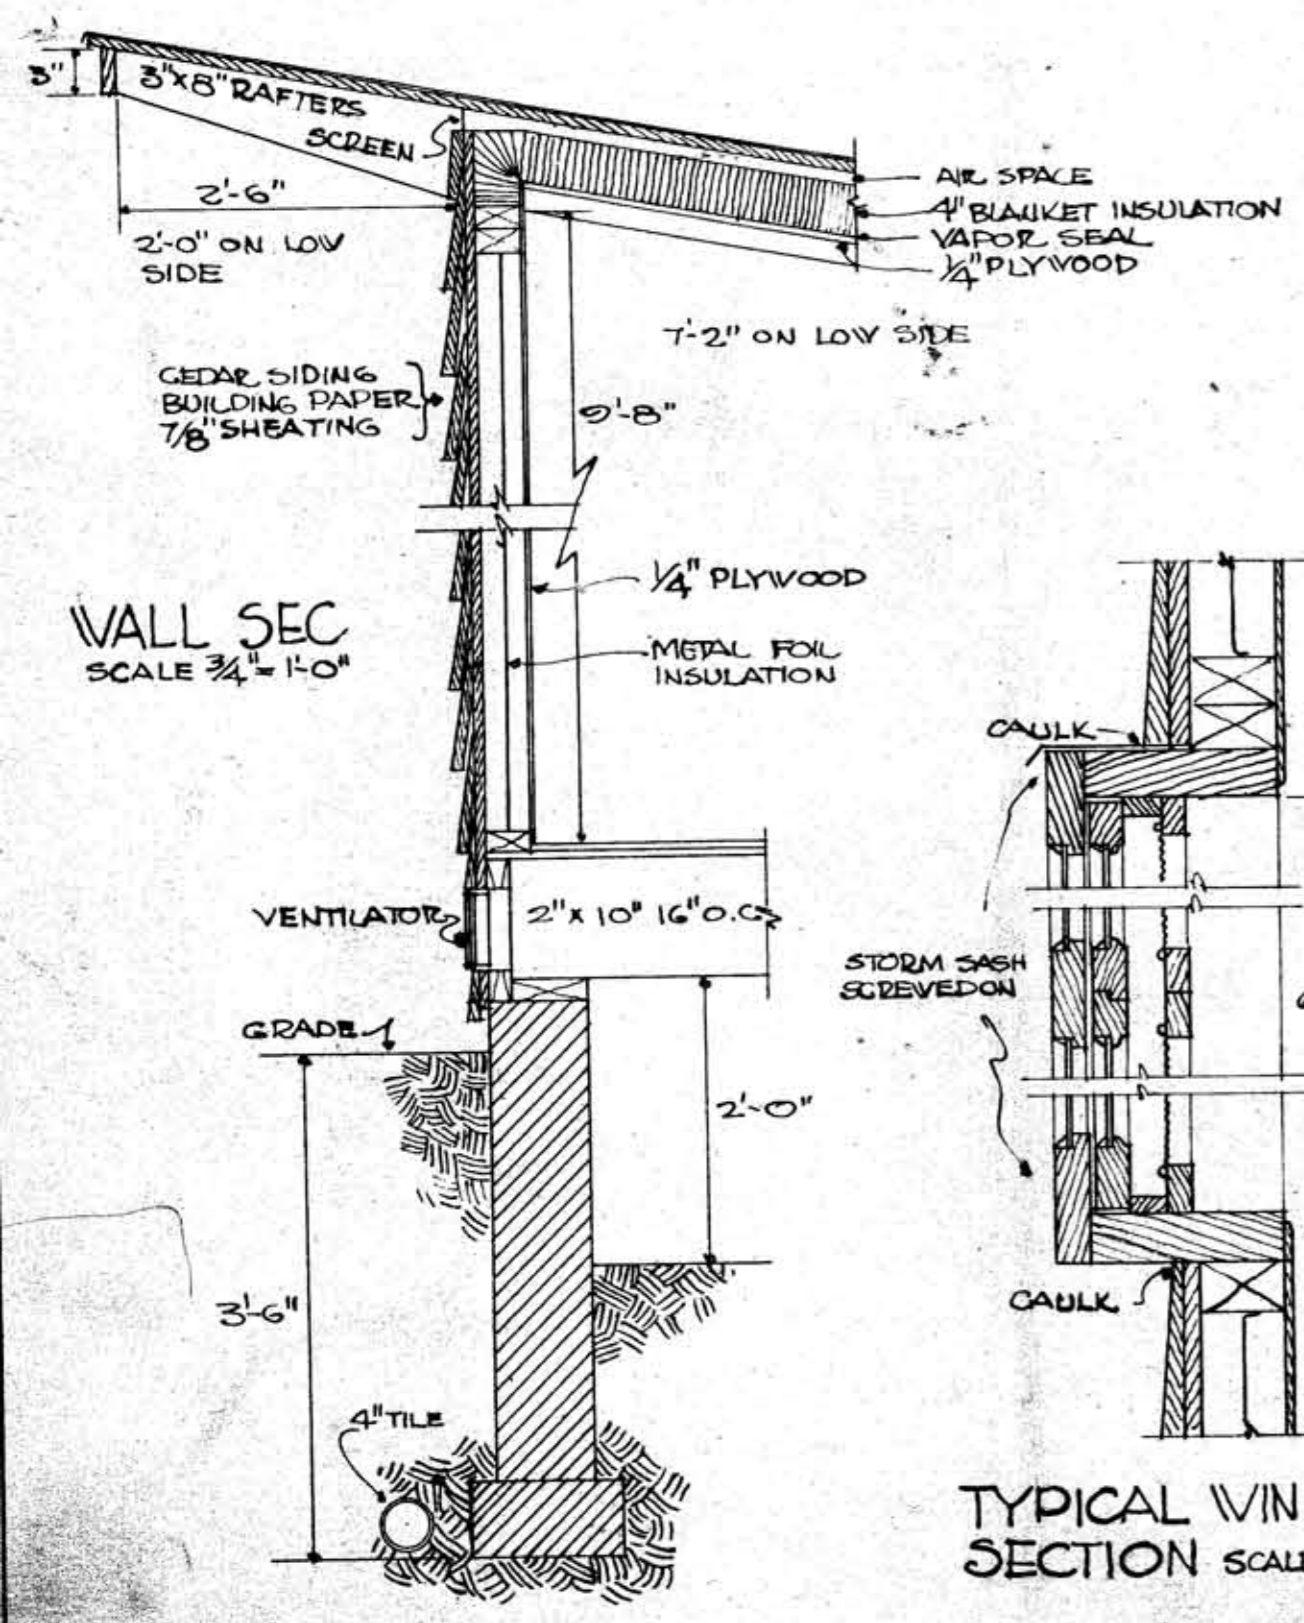 3"
3"x8" RAFTERS
SCREEN
2'-6"
2'-0" ON LOW
SIDE
AIR SPACE
4" BLANKET INSULATION
VAPOR SEAL
1/4" PLYWOOD
7'-2" ON LOW SIDE
CEDAR SIDING
BUILDING PAPER
7/8" SHEATING
9'-8"
1/4" PLYWOOD
WALL SEC
SCALE 3/4" = 1'-0"
METAL FOIL
INSULATION
CAULK
VENTILATOR
2" x 10" 16" O.C.
STORM SASH
SCREWEDON
GRADE
2'-0"
3'-6"
CAULK
4" TILE
TYPICAL WIN
SECTION SCALE